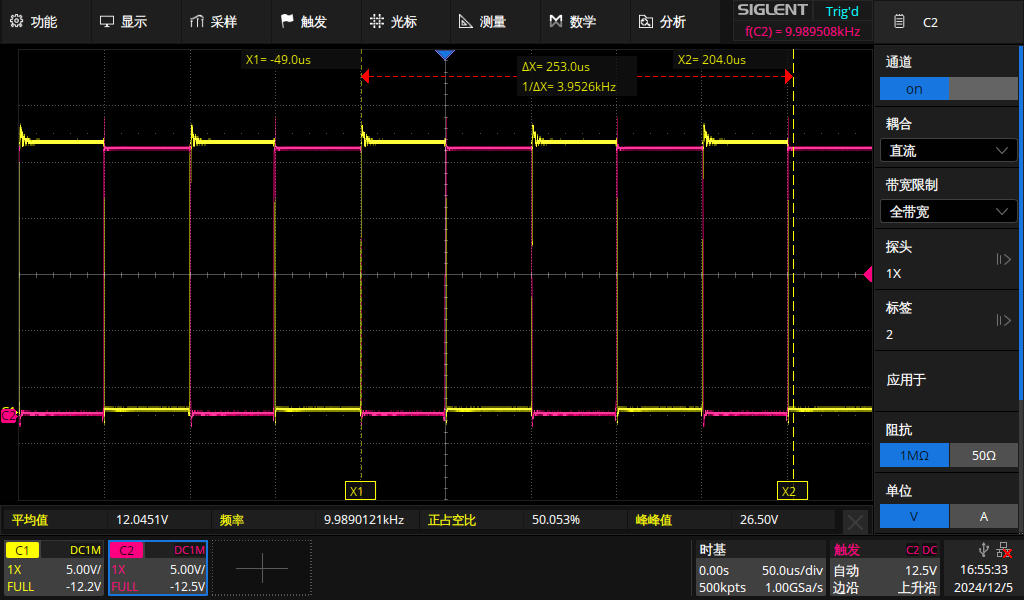 功能 显示 采样 触发 光标 测量 数学 分析 SIGLENT Trig'd C2
f(C2) = 9.989508kHz
X1= -49.0us ΔX= 253.0us X2= 204.0us
1/ΔX= 3.9526kHz
通道
on
耦合
直流
带宽限制
全带宽
探头
1X
标签
2
应用于
阻抗
1MΩ 50Ω
单位
V A
X1 X2
平均值 12.0451V 频率 9.9890121kHz 正占空比 50.053% 峰峰值 26.50V
C1 DC1M C2 DC1M 时基 触发 C2 DC
1X 5.00V/ 1X 5.00V/ 0.00s 50.0us/div 自动 12.5V 16:55:33
FULL -12.2V FULL -12.5V 500kpts 1.00GSa/s 边沿 上升沿 2024/12/5